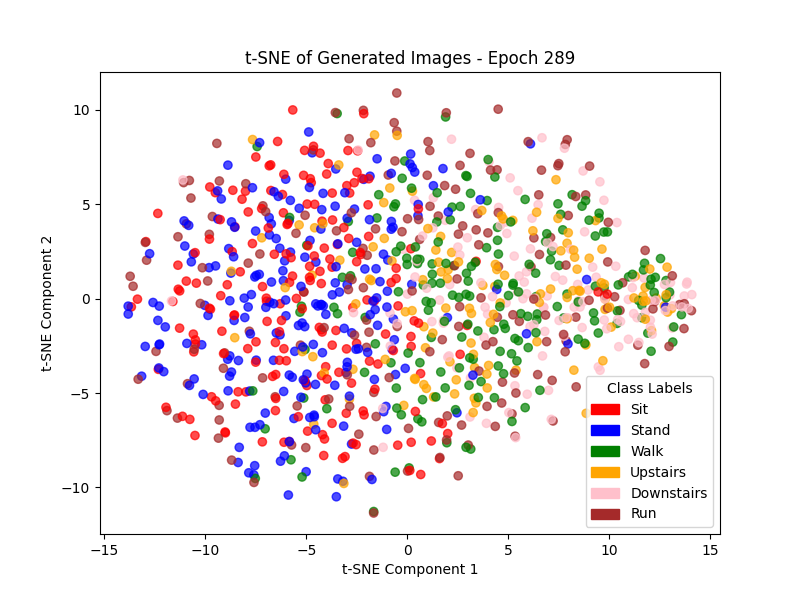 t-SNE of Generated Images - Epoch 289
10
5
0
−5
−10
t-SNE Component 2
−15
−10
−5
0
5
10
15
t-SNE Component 1
Class Labels
Sit
Stand
Walk
Upstairs
Downstairs
Run